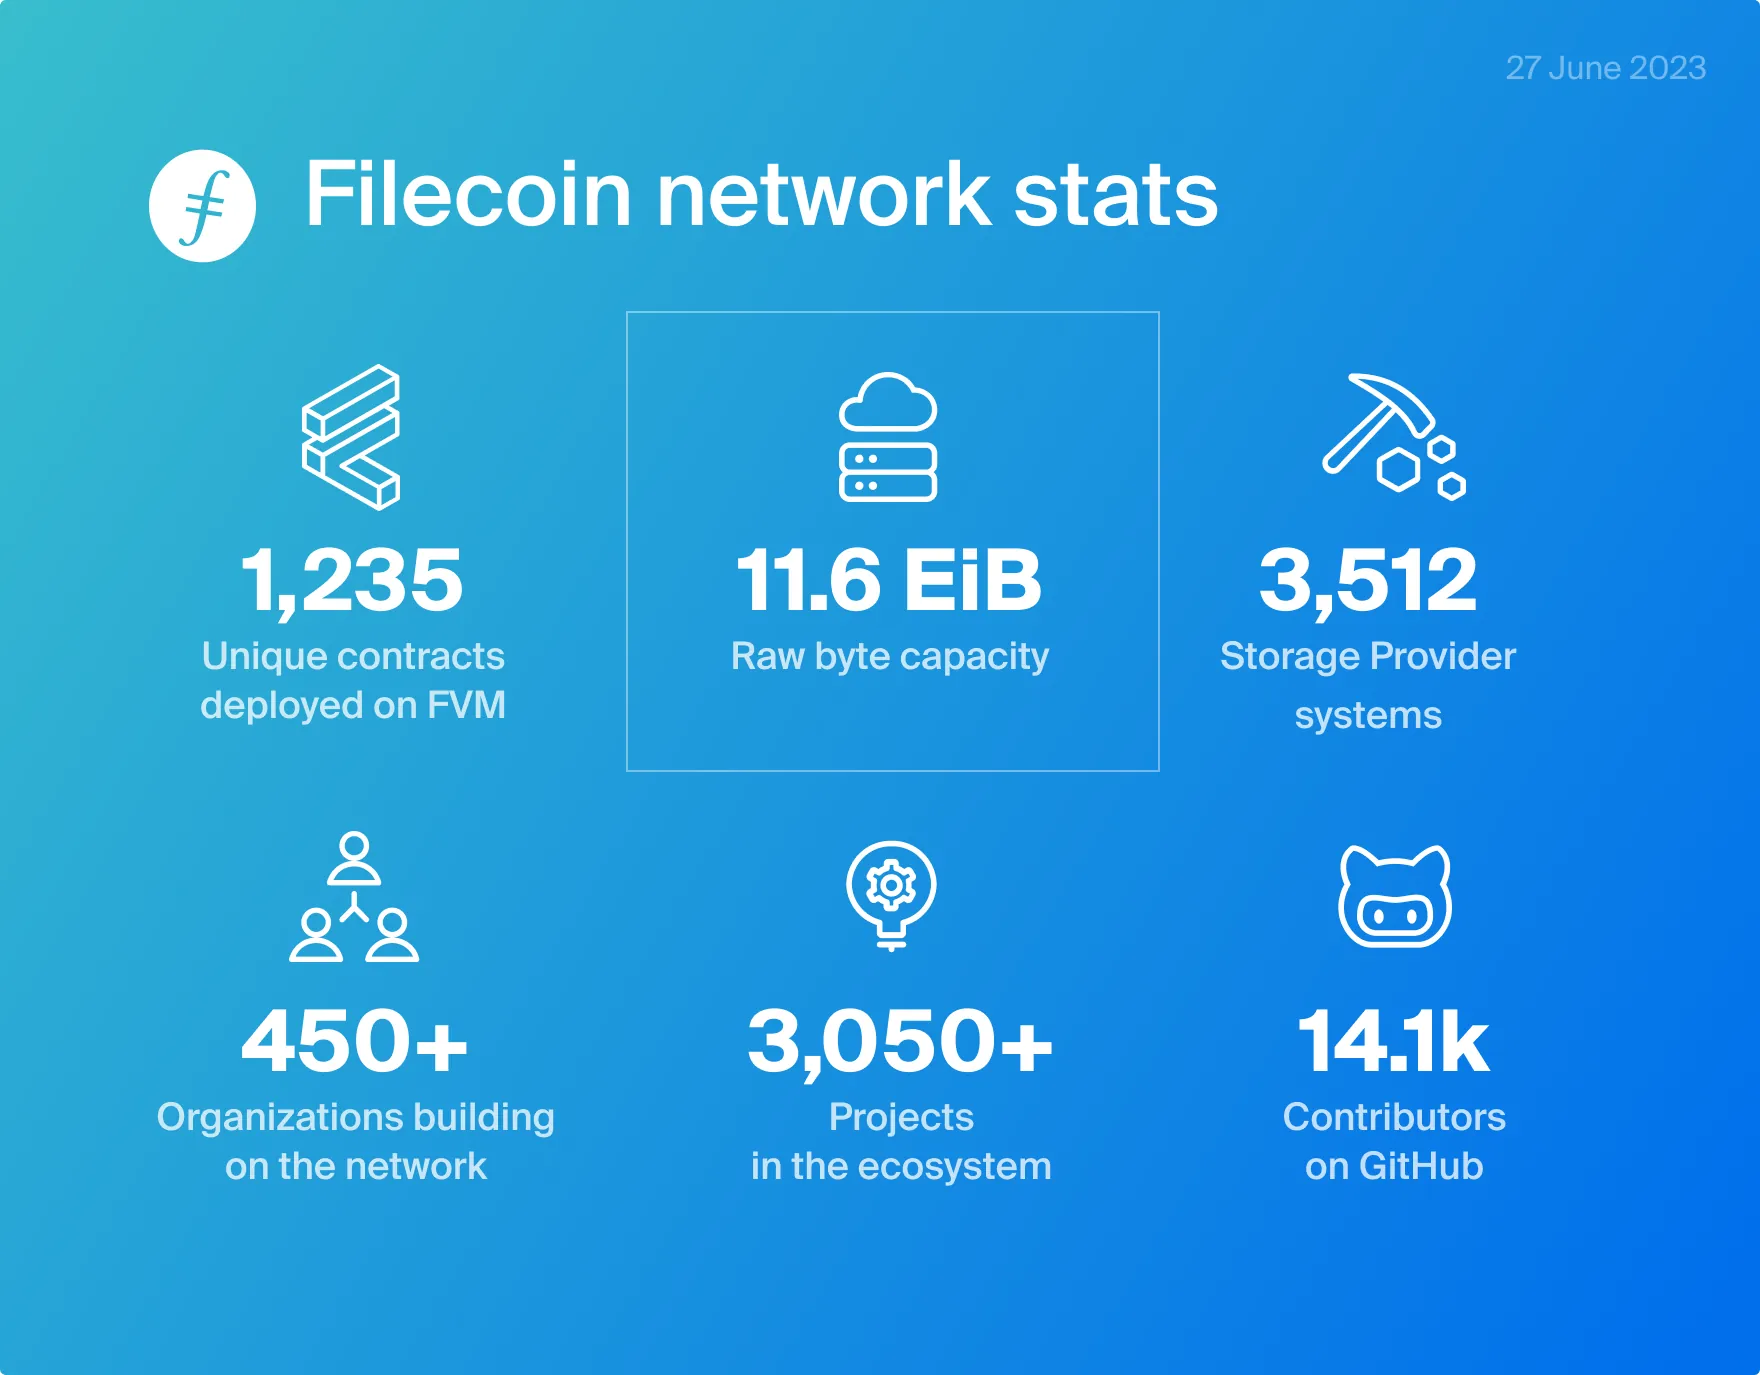 27 June 2023
Filecoin network stats
1,235
Unique contracts
deployed on FVM
11.6 EiB
Raw byte capacity
3,512
Storage Provider
systems
450+
Organizations building
on the network
3,050+
Projects
in the ecosystem
14.1k
Contributors
on GitHub